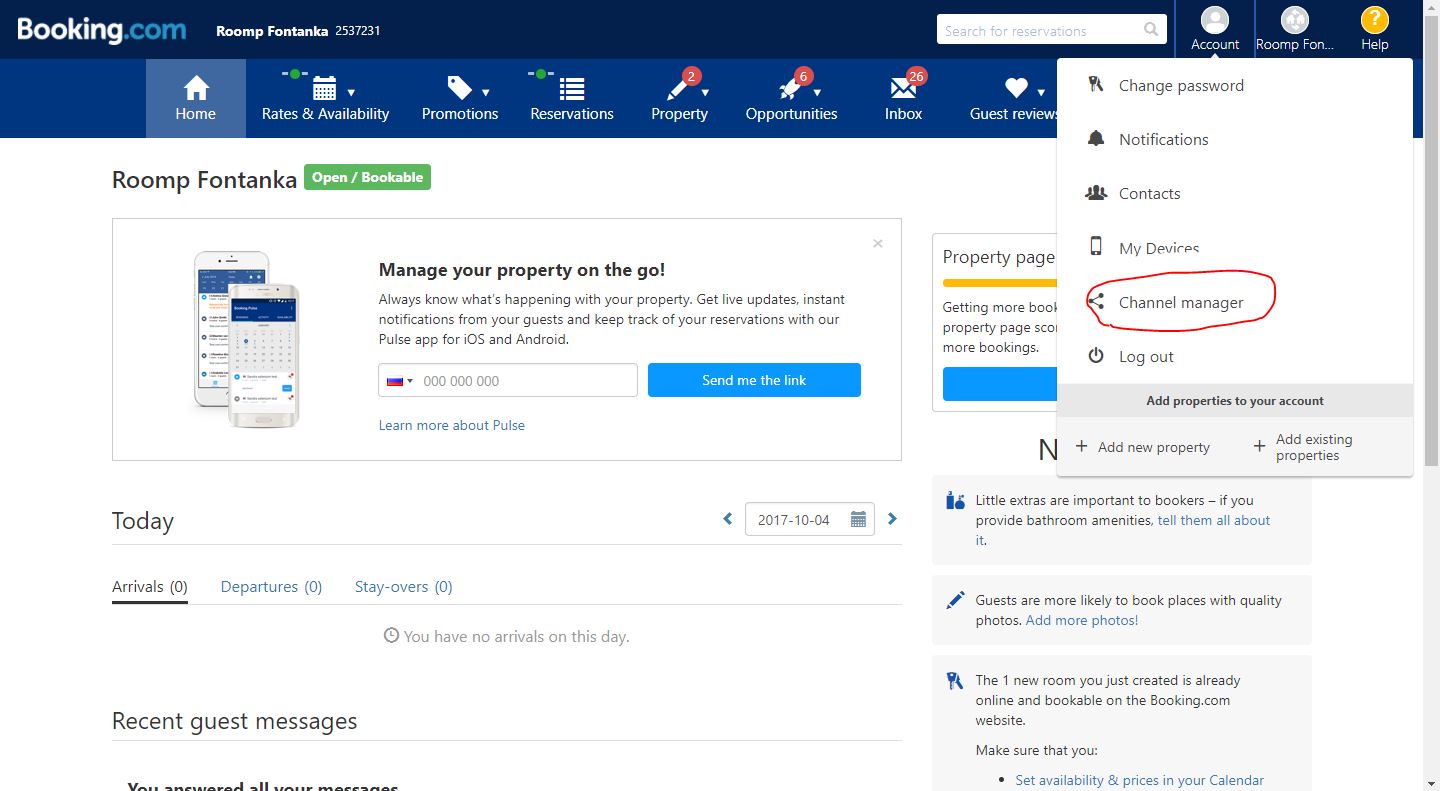 Booking.com
Roomp Fontanka 2537231
Search for reservations
Account
Roomp Fon...
?
Help
Home
Rates & Availability
Promotions
Reservations
2
Property
6
Opportunities
26
Inbox
Guest reviews
Change password
Notifications
Contacts
My Devices
Channel manager
Log out
Add properties to your account
+ Add new property
+ Add existing
properties
Roomp Fontanka Open / Bookable
×
Manage your property on the go!
Always know what's happening with your property. Get live updates, instant
notifications from your guests and keep track of your reservations with our
Pulse app for iOS and Android.
000 000 000
Send me the link
Learn more about Pulse
Property page
Getting more book
property page sco
more bookings.
N
Today
2017-10-04
Arrivals (0)
Departures (0)
Stay-overs (0)
You have no arrivals on this day.
Recent guest messages
You answered all your messages
Little extras are important to bookers – if you
provide bathroom amenities, tell them all about
it.
Guests are more likely to book places with quality
photos. Add more photos!
The 1 new room you just created is already
online and bookable on the Booking.com
website.
Make sure that you:
• Set availability & prices in your Calendar